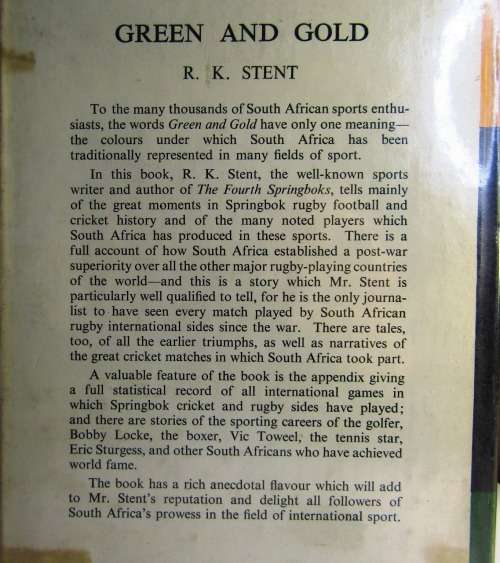 GREEN AND GOLD
R. K. STENT
To the many thousands of South African sports enthu-
siasts, the words Green and Gold have only one meaning—
the colours under which South Africa has been
traditionally represented in many fields of sport.
In this book, R. K. Stent, the well-known sports
writer and author of The Fourth Springboks, tells mainly
of the great moments in Springbok rugby football and
cricket history and of the many noted players which
South Africa has produced in these sports. There is a
full account of how South Africa established a post-war
superiority over all the other major rugby-playing countries
of the world—and this is a story which Mr. Stent is
particularly well qualified to tell, for he is the only journa-
list to have seen every match played by South African
rugby international sides since the war. There are tales,
too, of all the earlier triumphs, as well as narratives of
the great cricket matches in which South Africa took part.
A valuable feature of the book is the appendix giving
a full statistical record of all international games in
which Springbok cricket and rugby sides have played;
and there are stories of the sporting careers of the golfer,
Bobby Locke, the boxer, Vic Toweel, the tennis star,
Eric Sturgess, and other South Africans who have achieved
world fame.
The book has a rich anecdotal flavour which will add
to Mr. Stent's reputation and delight all followers of
South Africa's prowess in the field of international sport.